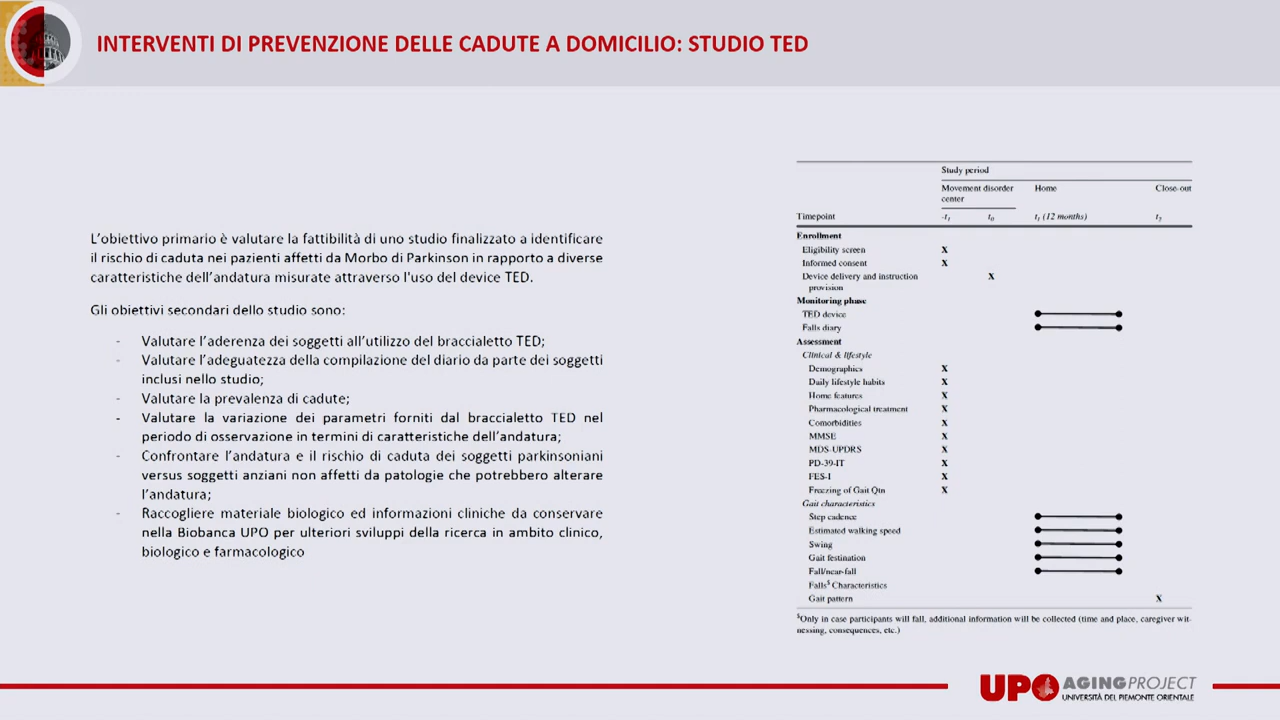 INTERVENTI DI PREVENZIONE DELLE CADUTE A DOMICILIO: STUDIO TED
L'obiettivo primario è valutare la fattibilità di uno studio finalizzato a identificare
il rischio di caduta nei pazienti affetti da Morbo di Parkinson in rapporto a diverse
caratteristiche dell'andatura misurate attraverso l'uso del device TED.
Gli obiettivi secondari dello studio sono:
- Valutare l'aderenza dei soggetti all'utilizzo del braccialetto TED;
- Valutare l'adeguatezza della compilazione del diario da parte dei soggetti
inclusi nello studio;
- Valutare la prevalenza di cadute;
- Valutare la variazione dei parametri forniti dal braccialetto TED nel
periodo di osservazione in termini di caratteristiche dell'andatura;
- Confrontare l'andatura e il rischio di caduta dei soggetti parkinsoniani
versus soggetti anziani non affetti da patologie che potrebbero alterare
l'andatura;
- Raccogliere materiale biologico ed informazioni cliniche da conservare
nella Biobanca UPO per ulteriori sviluppi della ricerca in ambito clinico,
biologico e farmacologico
Study period
Movement disorder center Home Close-out
Timepoint -t1 t0 t1 (12 months) t2
Enrollment
Eligibility screen X
Informed consent X
Device delivery and instruction X
provision
Monitoring phase
TED device
Falls diary
Assessment
Clinical & lifestyle
Demographics X
Daily lifestyle habits X
Home features X
Pharmacological treatment X
Comorbidities X
MMSE X
MDS-UPDRS X
PD-39-IT X
FES-I X
Freezing of Gait Qtn X
Gait characteristics
Step cadence
Estimated walking speed
Swing
Gait festination
Fall/near-fall
Falls$ Characteristics
Gait pattern X
$Only in case participants will fall, additional information will be collected (time and place, caregiver wit-
nessing, consequences, etc.)
UPO AGINGPROJECT
UNIVERSITÀ DEL PIEMONTE ORIENTALE